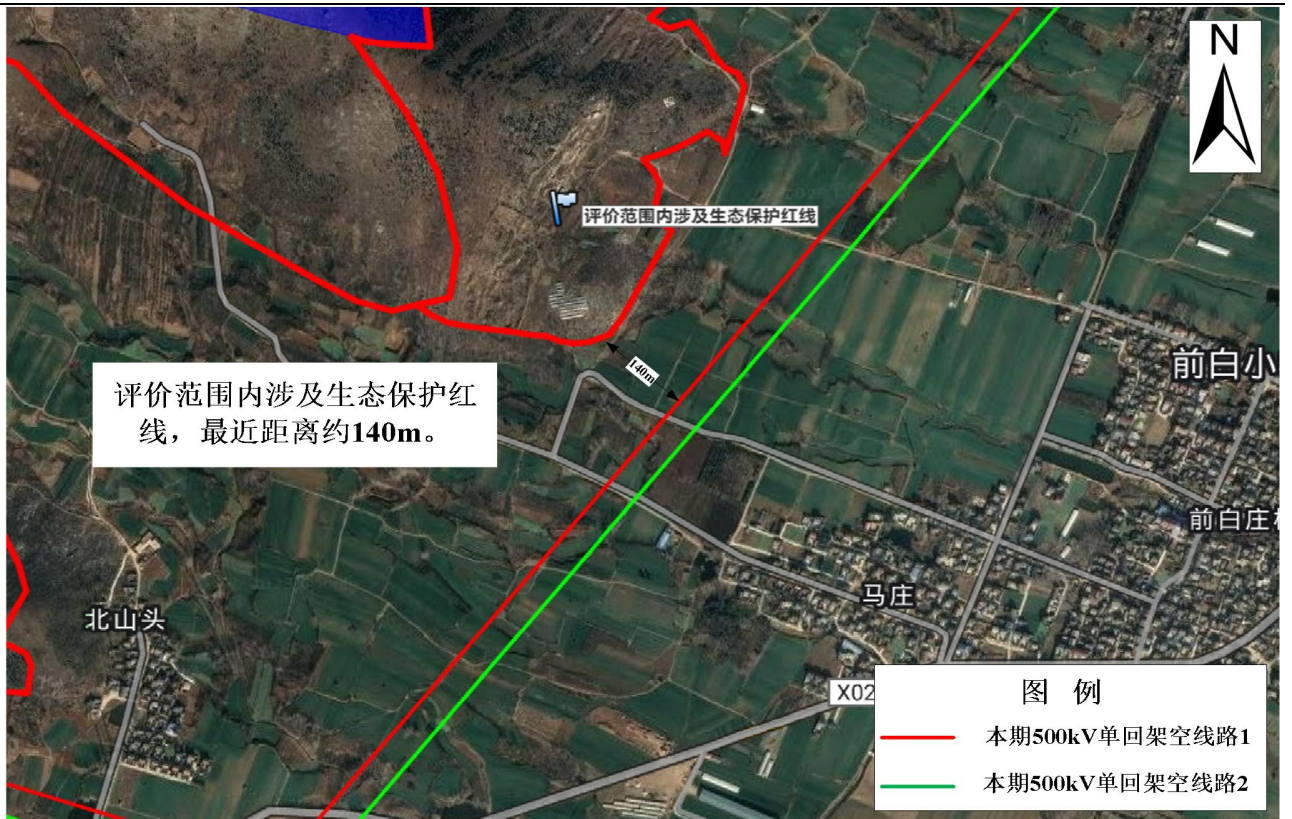 N
评价范围内涉及生态保护红线
140m
评价范围内涉及生态保护红
线，最近距离约140m。
前白小
前白庄
马庄
北山头
X02
图 例
本期500kV单回架空线路1
本期500kV单回架空线路2